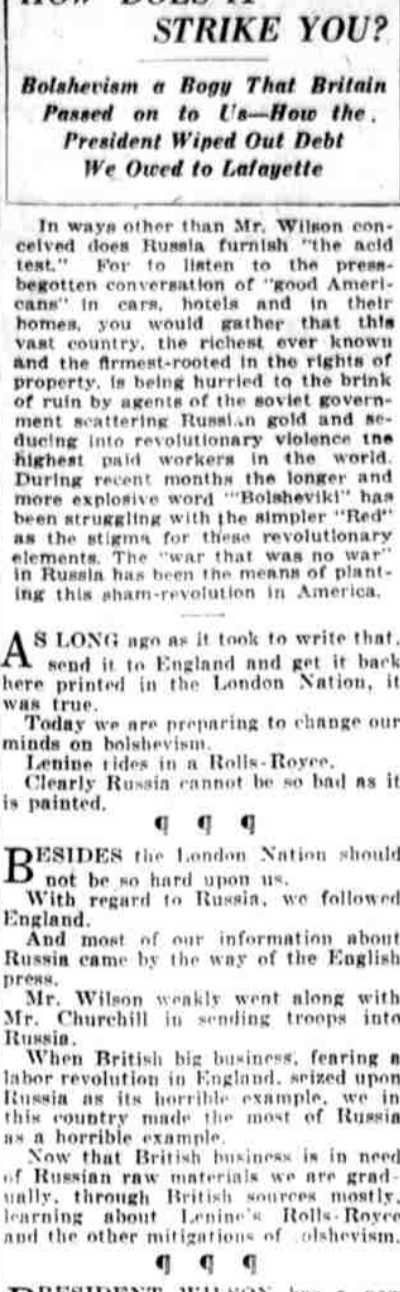 HOW DOES IT
STRIKE YOU?
Bolshevism a Bogy That Britain
Passed on to Us—How the
President Wiped Out Debt
We Owed to Lafayette
In ways other than Mr. Wilson con-
ceived does Russia furnish "the acid
test." For to listen to the press-
begotten conversation of "good Ameri-
cans" in cars, hotels and in their
homes, you would gather that this
vast country, the richest ever known
and the firmest-rooted in the rights of
property, is being hurried to the brink
of ruin by agents of the soviet govern-
ment scattering Russian gold and se-
ducing into revolutionary violence the
highest paid workers in the world.
During recent months the longer and
more explosive word "'Bolsheviki" has
been struggling with the simpler "Red"
as the stigma for these revolutionary
elements. The "war that was no war"
in Russia has been the means of plant-
ing this sham-revolution in America.
AS LONG ago as it took to write that,
send it to England and get it back
here printed in the London Nation, it
was true.
Today we are preparing to change our
minds on bolshevism.
Lenine rides in a Rolls-Royce.
Clearly Russia cannot be so bad as it
is painted.
¶ ¶ ¶
BESIDES the London Nation should
not be so hard upon us.
With regard to Russia, we followed
England.
And most of our information about
Russia came by the way of the English
press.
Mr. Wilson weakly went along with
Mr. Churchill in sending troops into
Russia.
When British big business, fearing a
labor revolution in England, seized upon
Russia as its horrible example, we in
this country made the most of Russia
as a horrible example.
Now that British business is in need
of Russian raw materials we are grad-
ually, through British sources mostly,
learning about Lenine's Rolls-Royce
and the other mitigations of olshevism.
¶ ¶ ¶
PRESIDENT WILSON has a